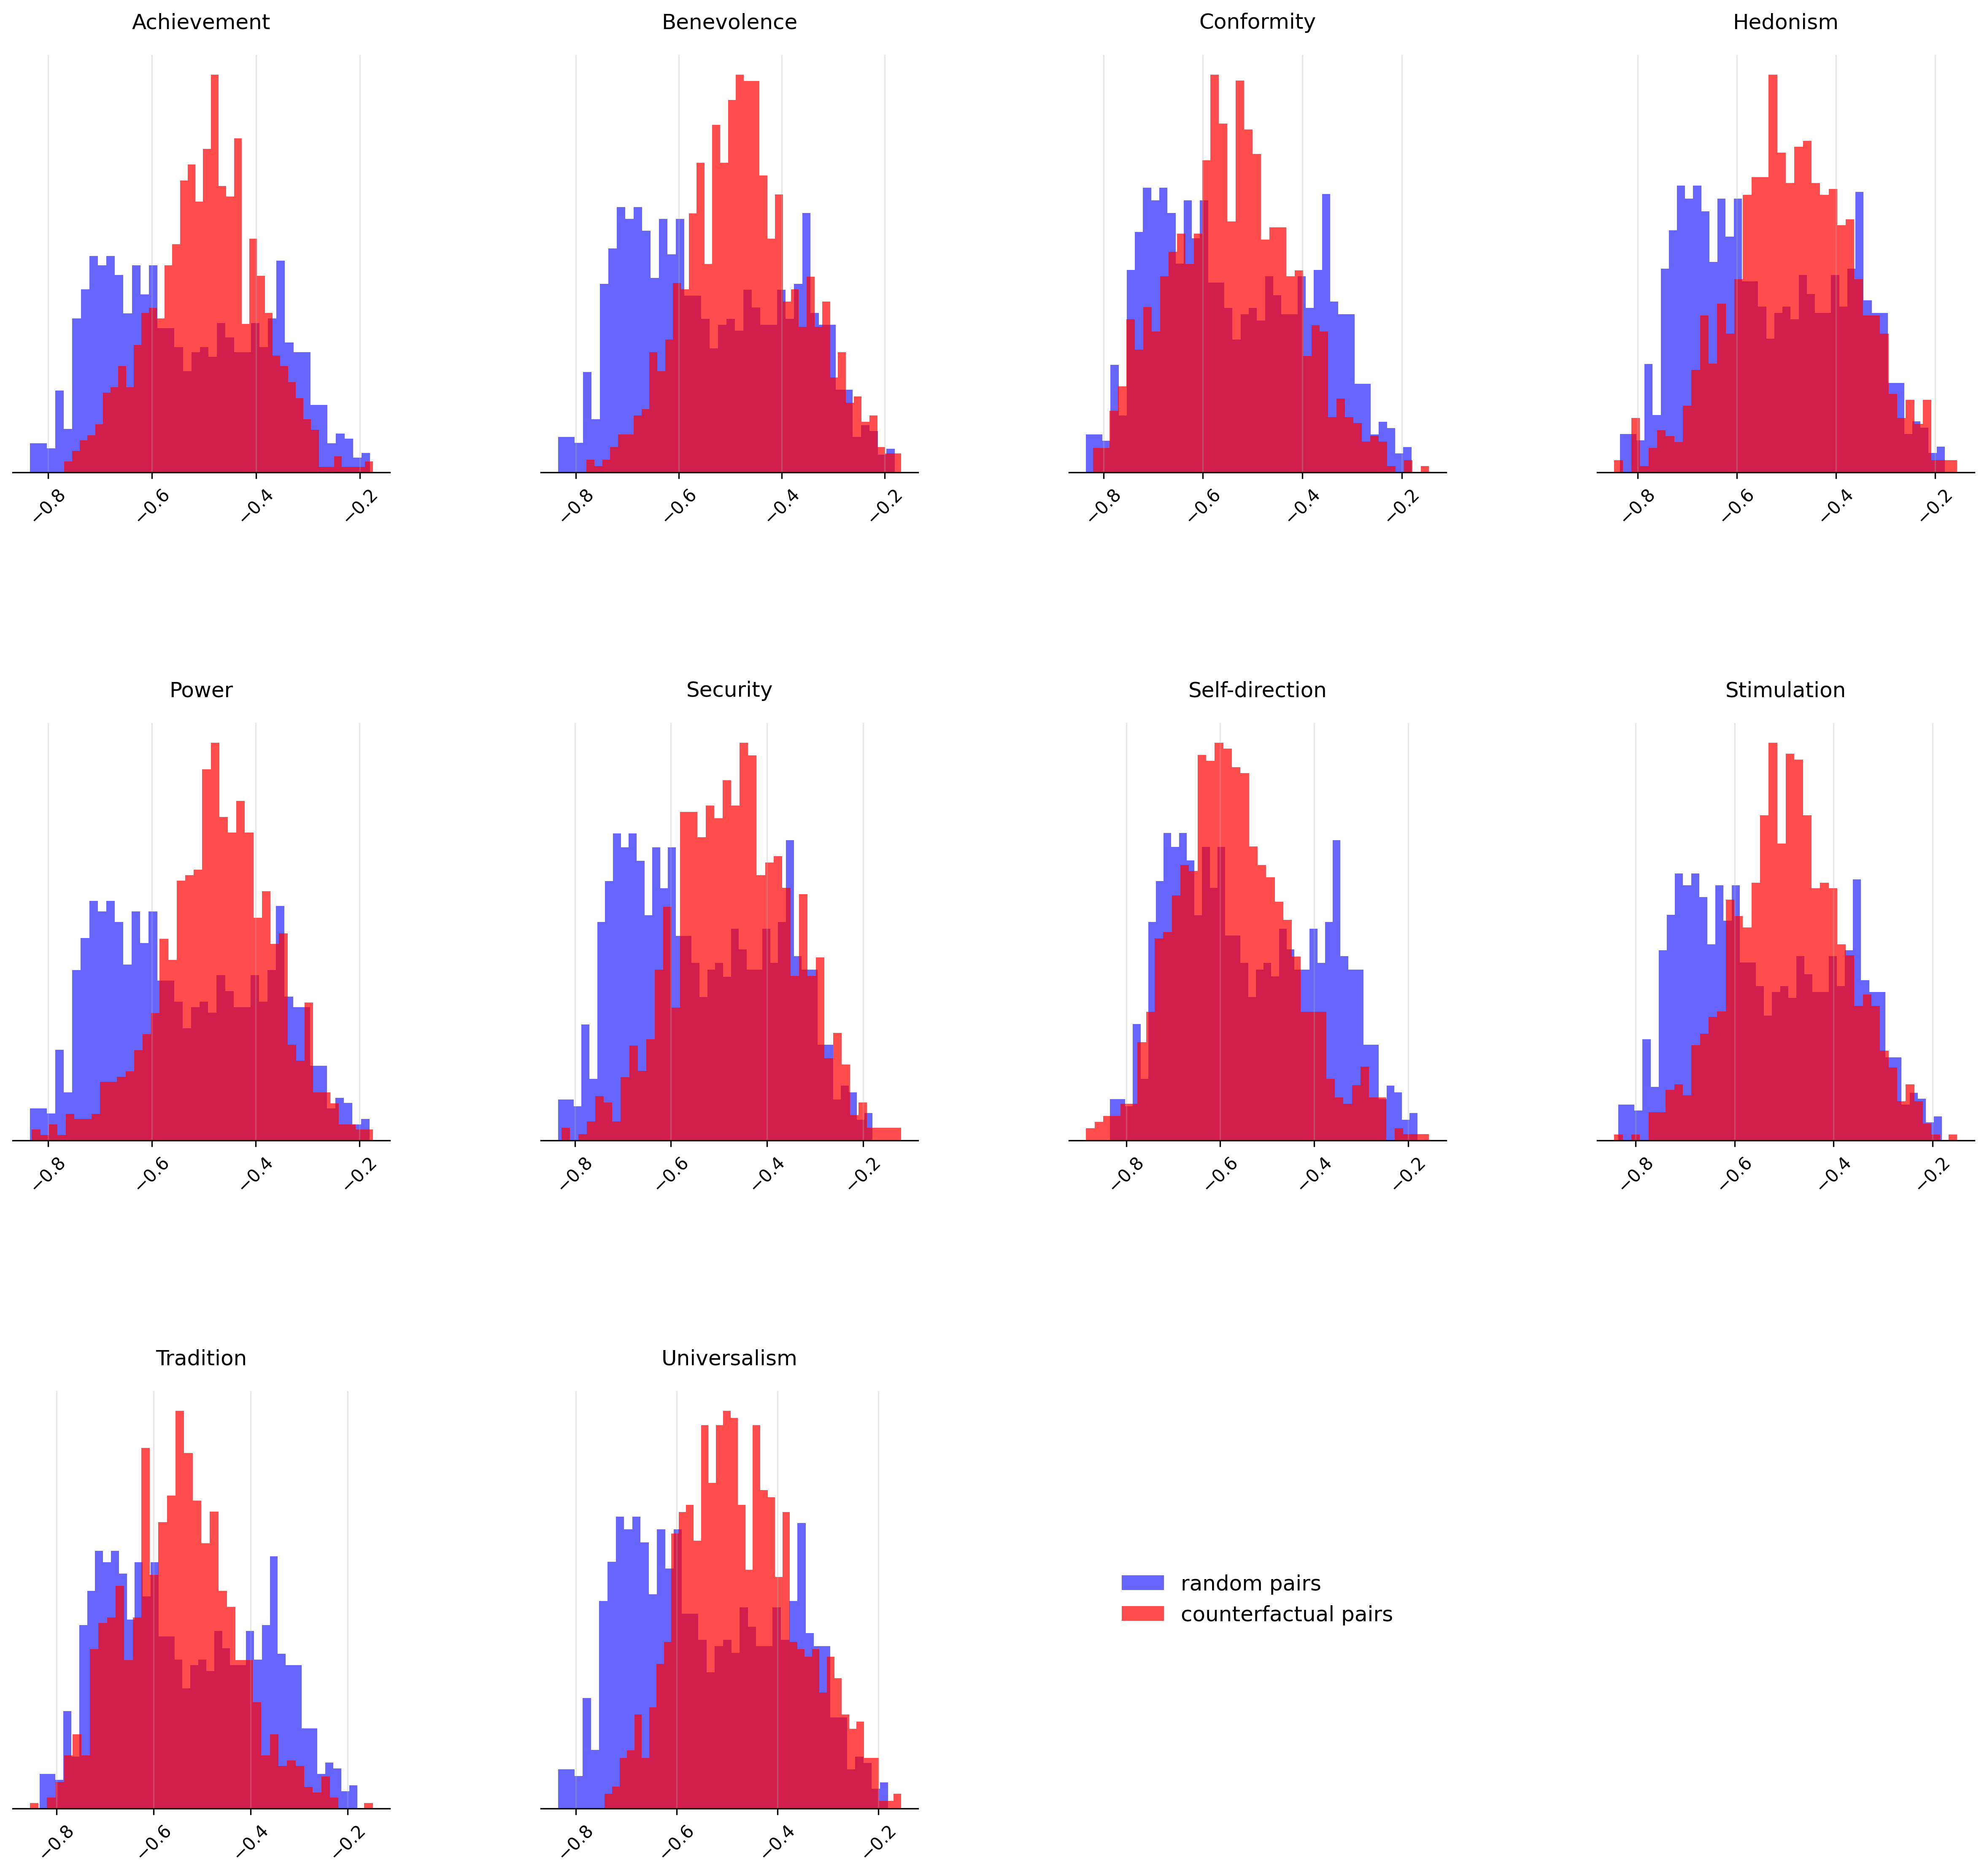 Achievement Benevolence Conformity Hedonism
−0.8 −0.6 −0.4 −0.2 −0.8 −0.6 −0.4 −0.2 −0.8 −0.6 −0.4 −0.2 −0.8 −0.6 −0.4 −0.2
Power Security Self-direction Stimulation
−0.8 −0.6 −0.4 −0.2 −0.8 −0.6 −0.4 −0.2 −0.8 −0.6 −0.4 −0.2 −0.8 −0.6 −0.4 −0.2
Tradition Universalism
random pairs
counterfactual pairs
−0.8 −0.6 −0.4 −0.2 −0.8 −0.6 −0.4 −0.2